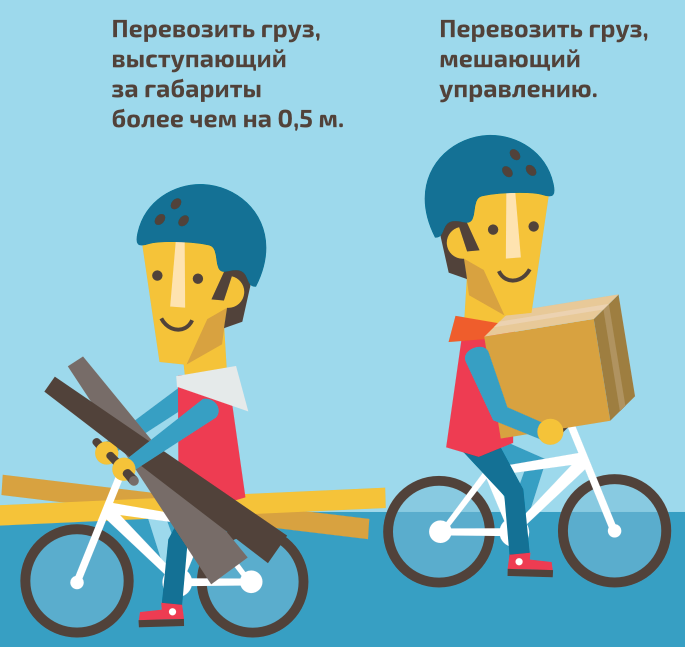 Перевозить груз,
выступающий
за габариты
более чем на 0,5 м.
Перевозить груз,
мешающий
управлению.